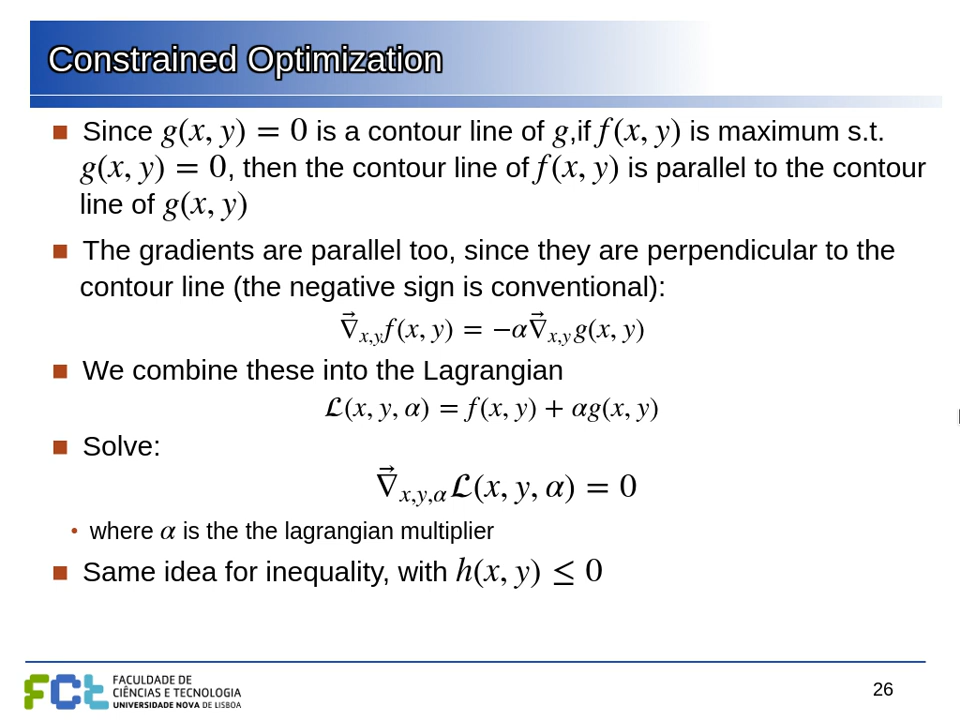 Constrained Optimization
■ Since g(x, y) = 0 is a contour line of g,if f(x, y) is maximum s.t.
g(x, y) = 0, then the contour line of f(x, y) is parallel to the contour
line of g(x, y)
■ The gradients are parallel too, since they are perpendicular to the
contour line (the negative sign is conventional):
∇⃗x,y f(x, y) = −α∇⃗x,y g(x, y)
■ We combine these into the Lagrangian
ℒ(x, y, α) = f(x, y) + αg(x, y)
■ Solve:
∇⃗x,y,α ℒ(x, y, α) = 0
• where α is the the lagrangian multiplier
■ Same idea for inequality, with h(x, y) ≤ 0
FCt
FACULDADE DE
CIÊNCIAS E TECNOLOGIA
UNIVERSIDADE NOVA DE LISBOA
26